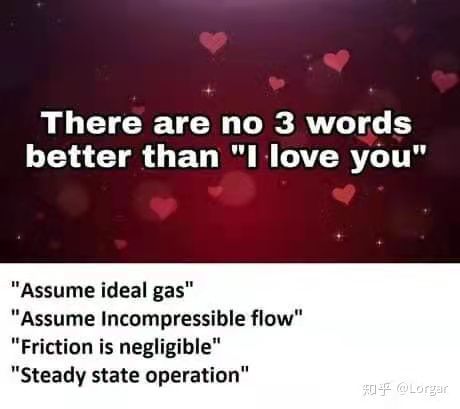 There are no 3 words
better than "I love you"
"Assume ideal gas"
"Assume Incompressible flow"
"Friction is negligible"
"Steady state operation"
知乎 @Lorgar